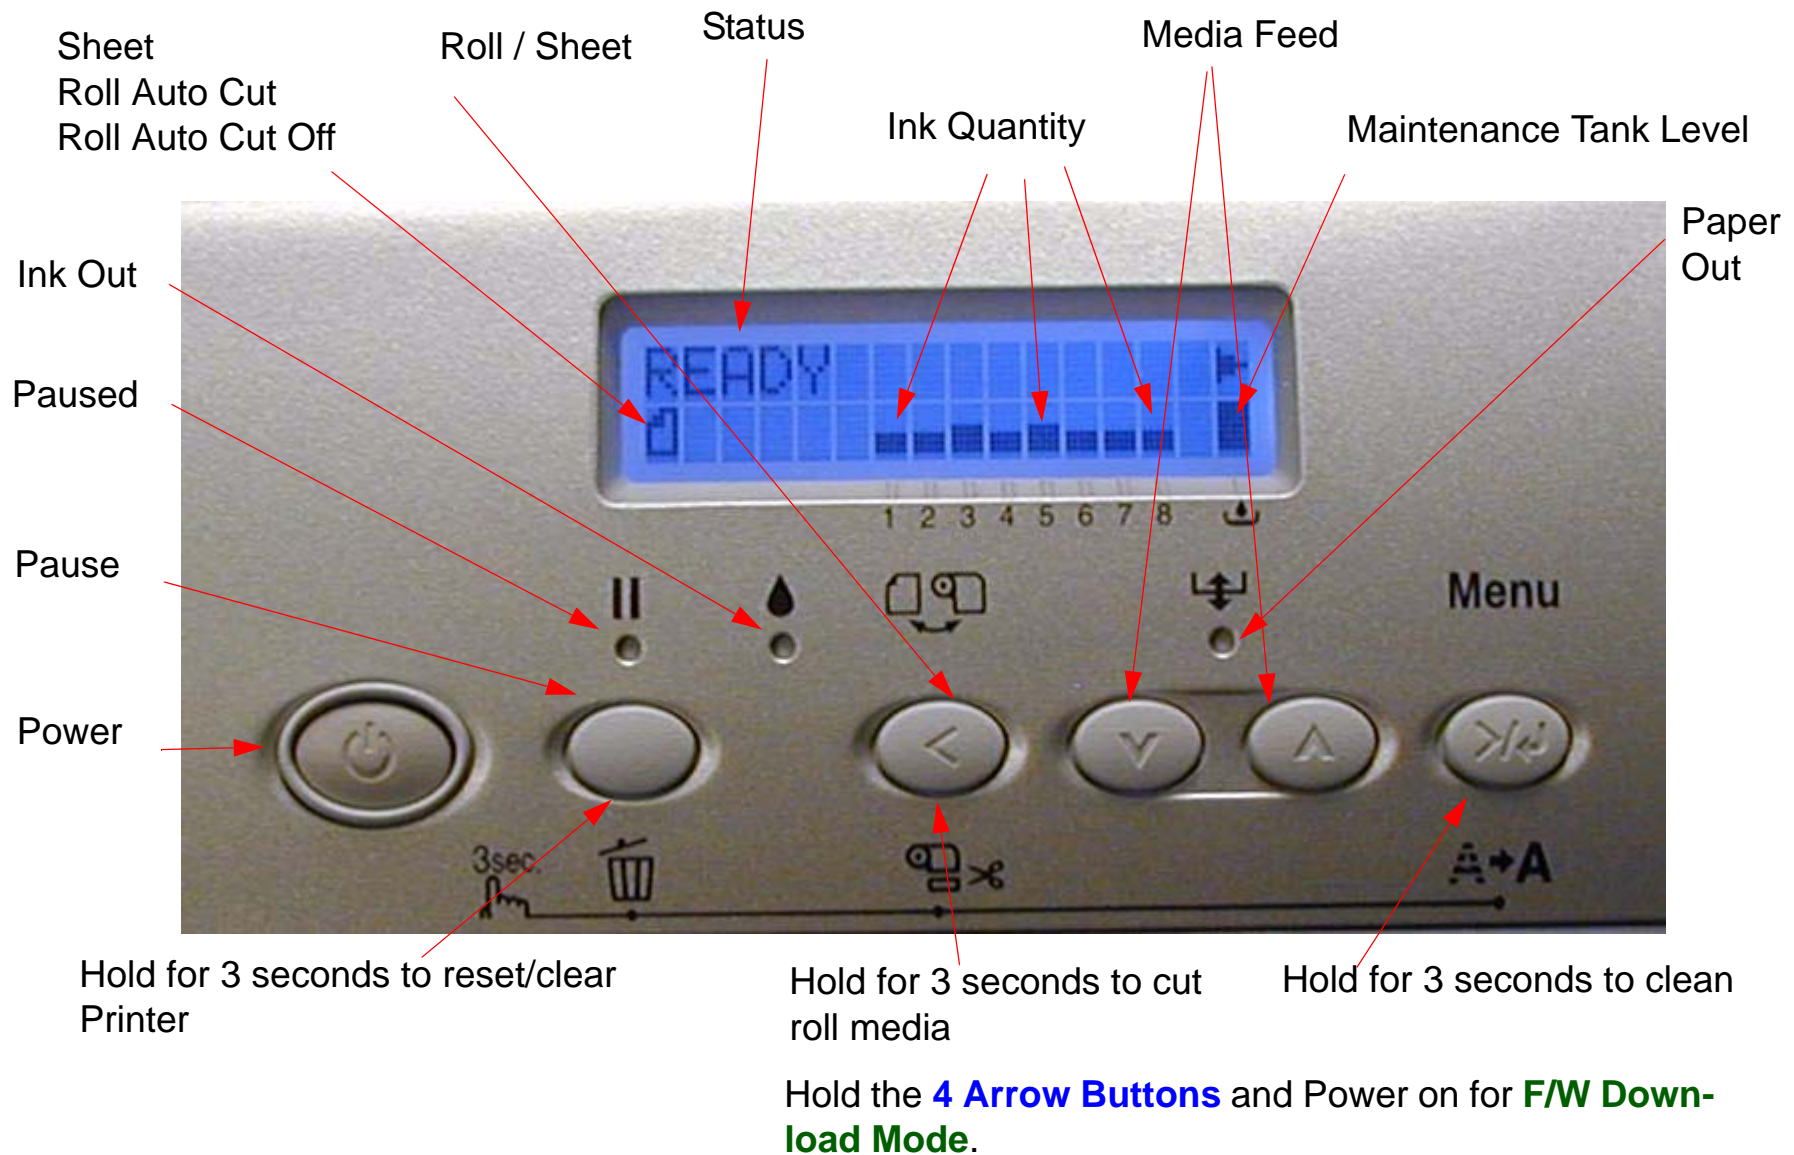 Status
Sheet
Roll / Sheet
Media Feed
Roll Auto Cut
Roll Auto Cut Off
Ink Quantity
Maintenance Tank Level
Paper
Out
Ink Out
READY
Paused
1 2 3 4 5 6 7 8
Pause
Menu
Power
3sec.
A
Hold for 3 seconds to reset/clear
Printer
Hold for 3 seconds to cut
roll media
Hold for 3 seconds to clean
Hold the 4 Arrow Buttons and Power on for F/W Down-
load Mode.